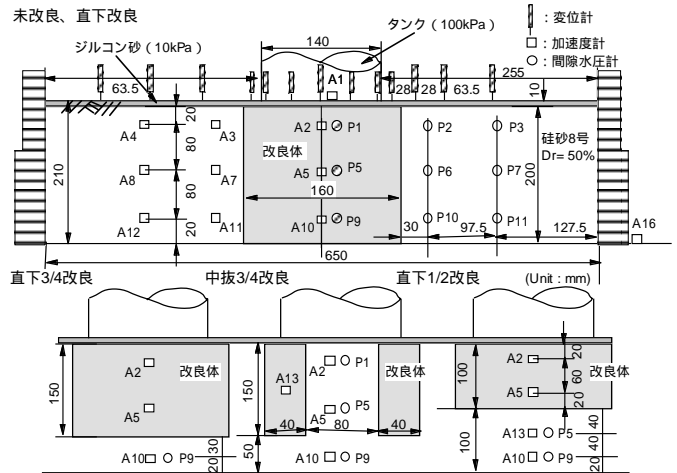 未改良、直下改良
：変位計
：加速度計
：間隙水圧計
ジルコン砂（10kPa）
タンク（100kPa）
140
255
63.5
A1
28 28 63.5
10
20
A4 A3 A2 P1 P2 P3
改良体
硅砂8号
Dr= 50%
210
80
A8 A7 A5 P5 P6 P7
200
160
80
A12 A11 A10 P9 P10 P11
20
30 97.5 127.5
A16
650
直下3/4改良 中抜3/4改良 直下1/2改良 (Unit : mm)
A2 改良体
A5
150
A10 P9
20 30
150
A13
A2 P1
改良体
A5 P5
40 80 40
50
A10 P9
A2
A5
改良体
20
60
20
100
100
A13 P5
A10 P9
40
40
20